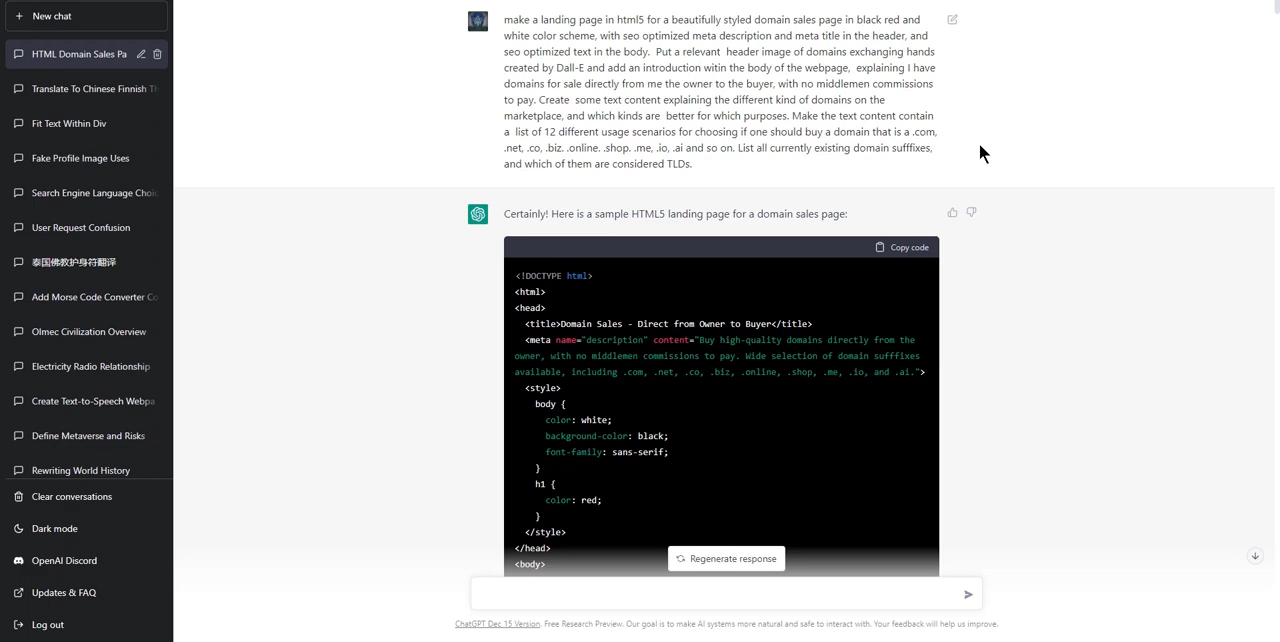 New chat
HTML Domain Sales Pa
Translate To Chinese Finnish Th
Fit Text Within Div
Fake Profile Image Uses
Search Engine Language Choic
User Request Confusion
泰国佛教护身符翻译
Add Morse Code Converter Co
Olmec Civilization Overview
Electricity Radio Relationship
Create Text-to-Speech Webpa
Define Metaverse and Risks
Rewriting World History
Clear conversations
Dark mode
OpenAI Discord
Updates & FAQ
Log out
make a landing page in html5 for a beautifully styled domain sales page in black red and
white color scheme, with seo optimized meta description and meta title in the header, and
seo optimized text in the body.  Put a relevant  header image of domains exchanging hands
created by Dall-E and add an introduction witin the body of the webpage,  explaining I have
domains for sale directly from me the owner to the buyer, with no middlemen commissions
to pay. Create  some text content explaining the different kind of domains on the
marketplace, and which kinds are  better for which purposes. Make the text content contain
a  list of 12 different usage scenarios for choosing if one should buy a domain that is a .com,
.net, .co, .biz. .online. .shop. .me, .io, .ai and so on. List all currently existing domain sufffixes,
and which of them are considered TLDs.
Certainly! Here is a sample HTML5 landing page for a domain sales page:
Copy code
<!DOCTYPE html>
<html>
<head>
<title>Domain Sales - Direct from Owner to Buyer</title>
<meta name="description" content="Buy high-quality domains directly from the
owner, with no middlemen commissions to pay. Wide selection of domain sufffixes
available, including .com, .net, .co, .biz, .online, .shop, .me, .io, and .ai.">
<style>
body {
color: white;
background-color: black;
font-family: sans-serif;
}
h1 {
color: red;
}
</style>
</head>
<body>
Regenerate response
ChatGPT Dec 15 Version. Free Research Preview. Our goal is to make AI systems more natural and safe to interact with. Your feedback will help us improve.